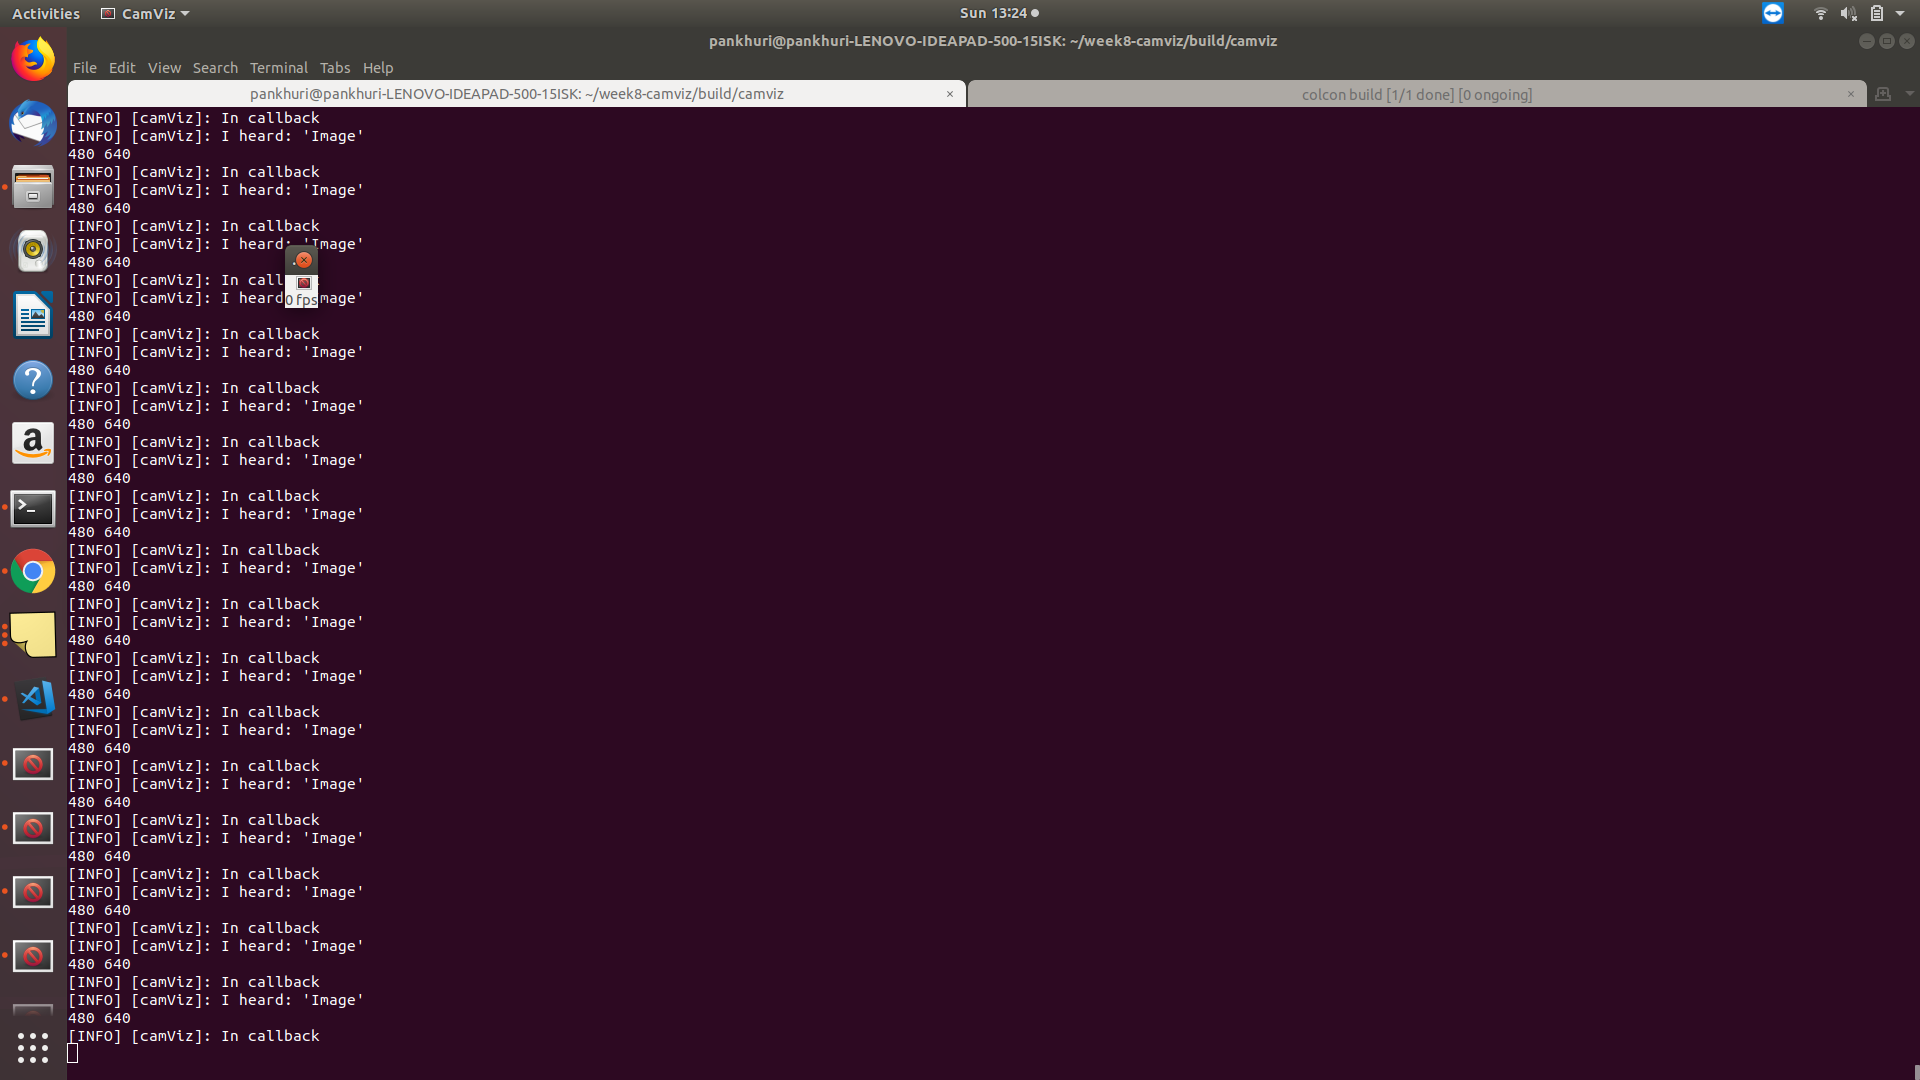 Activities CamViz Sun 13:24
pankhuri@pankhuri-LENOVO-IDEAPAD-500-15ISK: ~/week8-camviz/build/camviz
File Edit View Search Terminal Tabs Help
pankhuri@pankhuri-LENOVO-IDEAPAD-500-15ISK: ~/week8-camviz/build/camviz × colcon build [1/1 done] [0 ongoing] ×
[INFO] [camViz]: In callback
[INFO] [camViz]: I heard: 'Image'
480 640
[INFO] [camViz]: In callback
[INFO] [camViz]: I heard: 'Image'
480 640
[INFO] [camViz]: In callback
[INFO] [camViz]: I heard: 'Image'
480 640
[INFO] [camViz]: In call
[INFO] [camViz]: I heard mage'
0 fps
480 640
[INFO] [camViz]: In callback
[INFO] [camViz]: I heard: 'Image'
480 640
[INFO] [camViz]: In callback
[INFO] [camViz]: I heard: 'Image'
480 640
[INFO] [camViz]: In callback
[INFO] [camViz]: I heard: 'Image'
480 640
[INFO] [camViz]: In callback
[INFO] [camViz]: I heard: 'Image'
480 640
[INFO] [camViz]: In callback
[INFO] [camViz]: I heard: 'Image'
480 640
[INFO] [camViz]: In callback
[INFO] [camViz]: I heard: 'Image'
480 640
[INFO] [camViz]: In callback
[INFO] [camViz]: I heard: 'Image'
480 640
[INFO] [camViz]: In callback
[INFO] [camViz]: I heard: 'Image'
480 640
[INFO] [camViz]: In callback
[INFO] [camViz]: I heard: 'Image'
480 640
[INFO] [camViz]: In callback
[INFO] [camViz]: I heard: 'Image'
480 640
[INFO] [camViz]: In callback
[INFO] [camViz]: I heard: 'Image'
480 640
[INFO] [camViz]: In callback
[INFO] [camViz]: I heard: 'Image'
480 640
[INFO] [camViz]: In callback
[INFO] [camViz]: I heard: 'Image'
480 640
[INFO] [camViz]: In callback